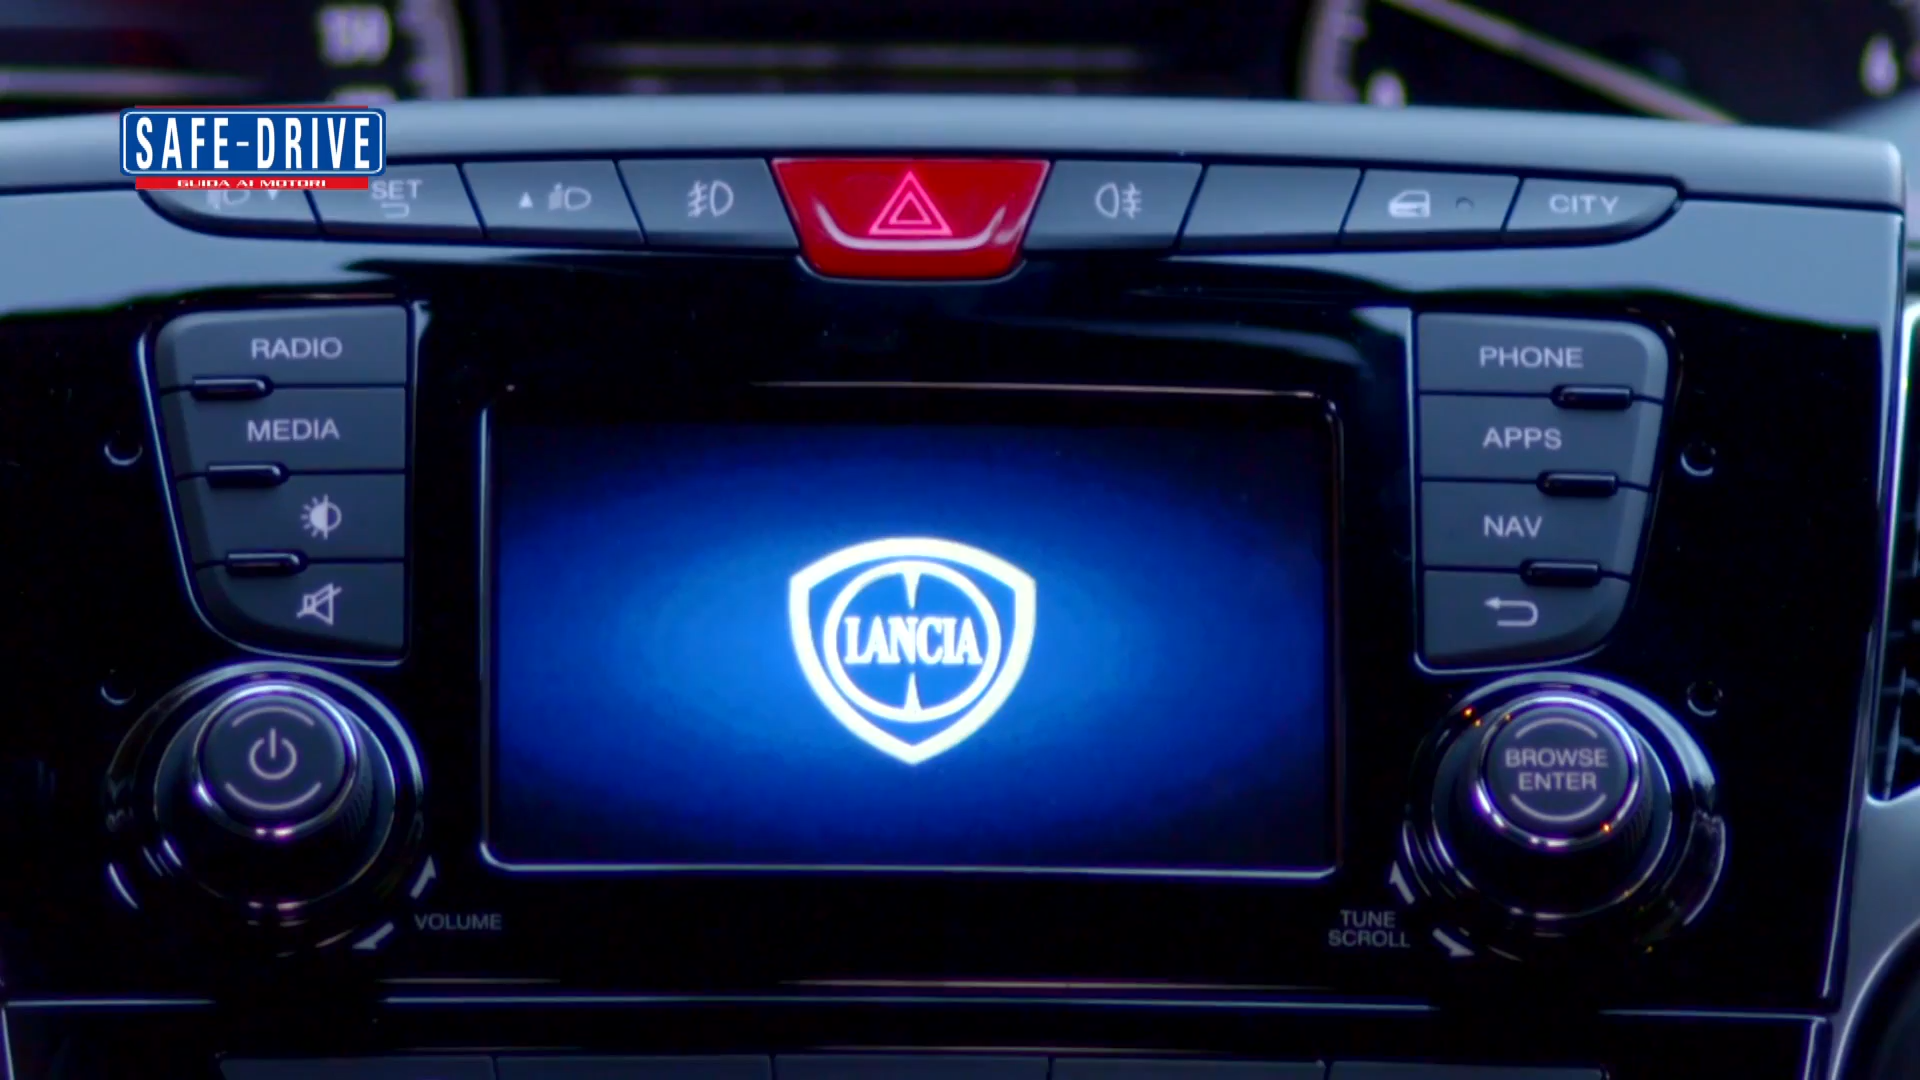 SAFE-DRIVE
GUIDA AI MOTORI
SET
CITY
RADIO
MEDIA
PHONE
APPS
NAV
LANCIA
BROWSE
ENTER
VOLUME
TUNE
SCROLL